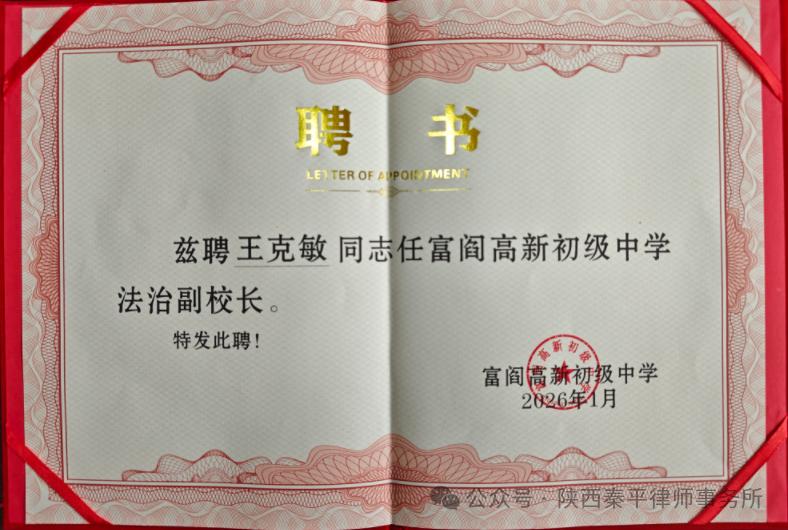 聘 书
LETTER OF APPOINTMENT
兹聘 王克敏 同志任富阎高新初级中学
法治副校长。
特发此聘!
富阎高新初级中学
2026年1月
公众号 · 陕西秦平律师事务所